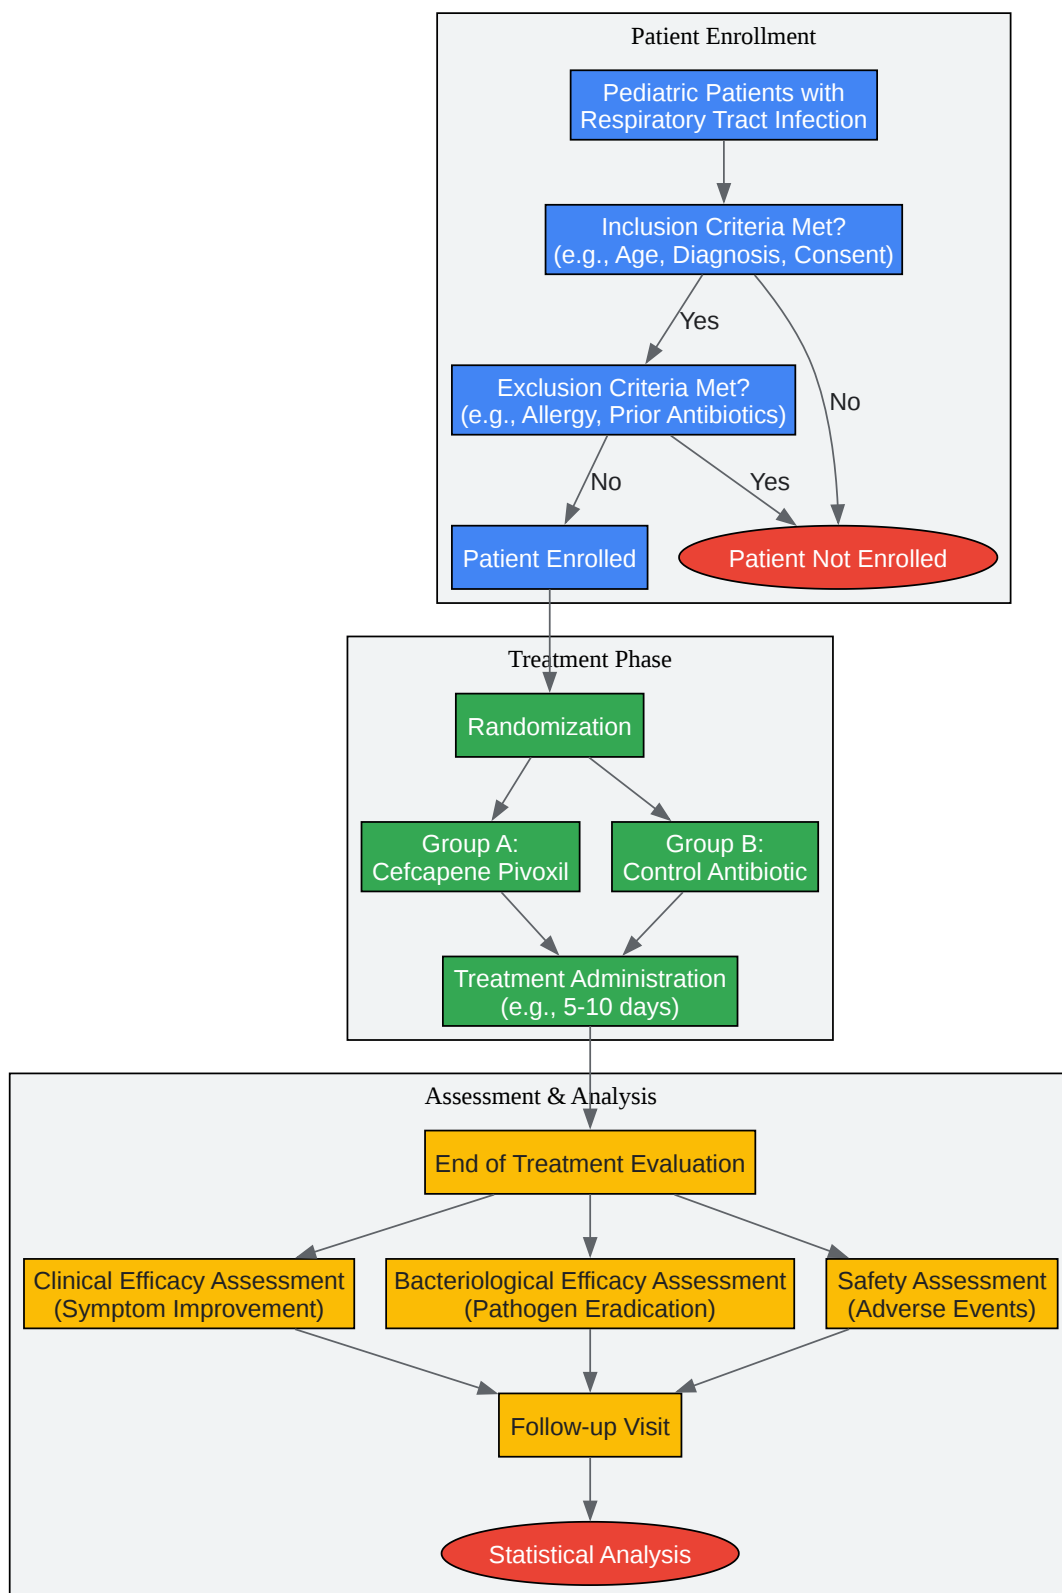 Patient Enrollment
Pediatric Patients with
Respiratory Tract Infection
Inclusion Criteria Met?
(e.g., Age, Diagnosis, Consent)
Yes
No
Exclusion Criteria Met?
(e.g., Allergy, Prior Antibiotics)
No
Yes
Patient Enrolled
Patient Not Enrolled
Treatment Phase
Randomization
Group A:
Cefcapene Pivoxil
Group B:
Control Antibiotic
Treatment Administration
(e.g., 5-10 days)
Assessment & Analysis
End of Treatment Evaluation
Clinical Efficacy Assessment
(Symptom Improvement)
Bacteriological Efficacy Assessment
(Pathogen Eradication)
Safety Assessment
(Adverse Events)
Follow-up Visit
Statistical Analysis